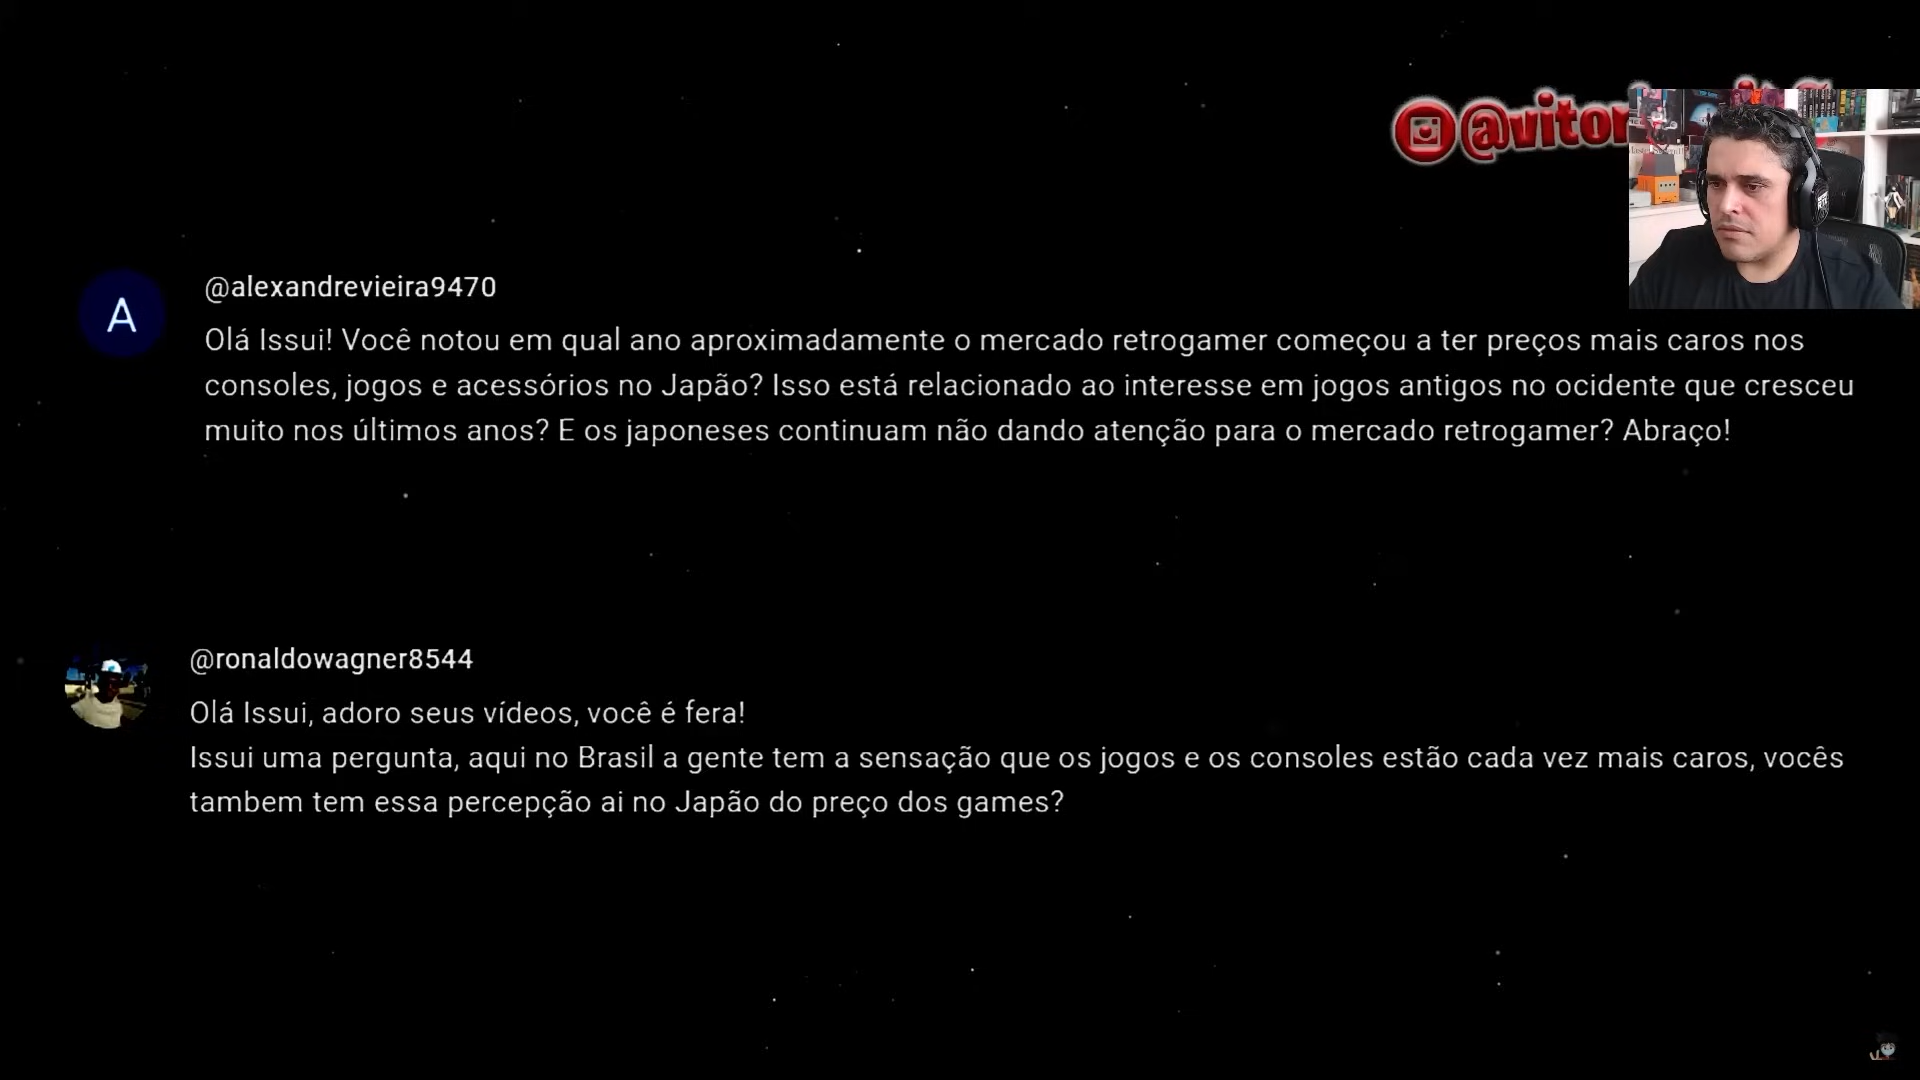 @vitor
@alexandrevieira9470
Olá Issui! Você notou em qual ano aproximadamente o mercado retrogamer começou a ter preços mais caros nos
consoles, jogos e acessórios no Japão? Isso está relacionado ao interesse em jogos antigos no ocidente que cresceu
muito nos últimos anos? E os japoneses continuam não dando atenção para o mercado retrogamer? Abraço!
A
@ronaldowagner8544
Olá Issui, adoro seus vídeos, você é fera!
Issui uma pergunta, aqui no Brasil a gente tem a sensação que os jogos e os consoles estão cada vez mais caros, vocês
tambem tem essa percepção ai no Japão do preço dos games?